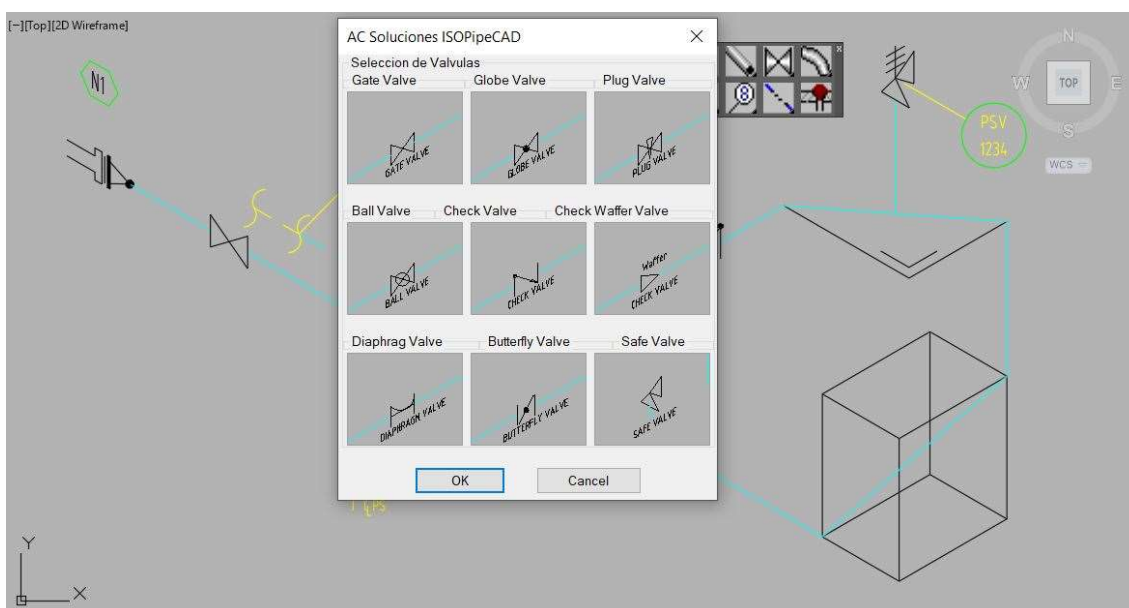 [-][Top][2D Wireframe]
AC Soluciones ISOPipeCAD
Seleccion de Valvulas
Gate Valve Globe Valve Plug Valve
GATE VALVE GLOBE VALVE PLUG VALVE
Ball Valve Check Valve Check Waffer Valve
Waffer
BALL VALVE CHECK VALVE CHECK VALVE
Diaphrag Valve Butterfly Valve Safe Valve
DIAPHRAGM VALVE BUTTERFLY VALVE SAFE VALVE
OK Cancel
N1
8
PSV
1234
N
W TOP E
S
WCS
Y
X